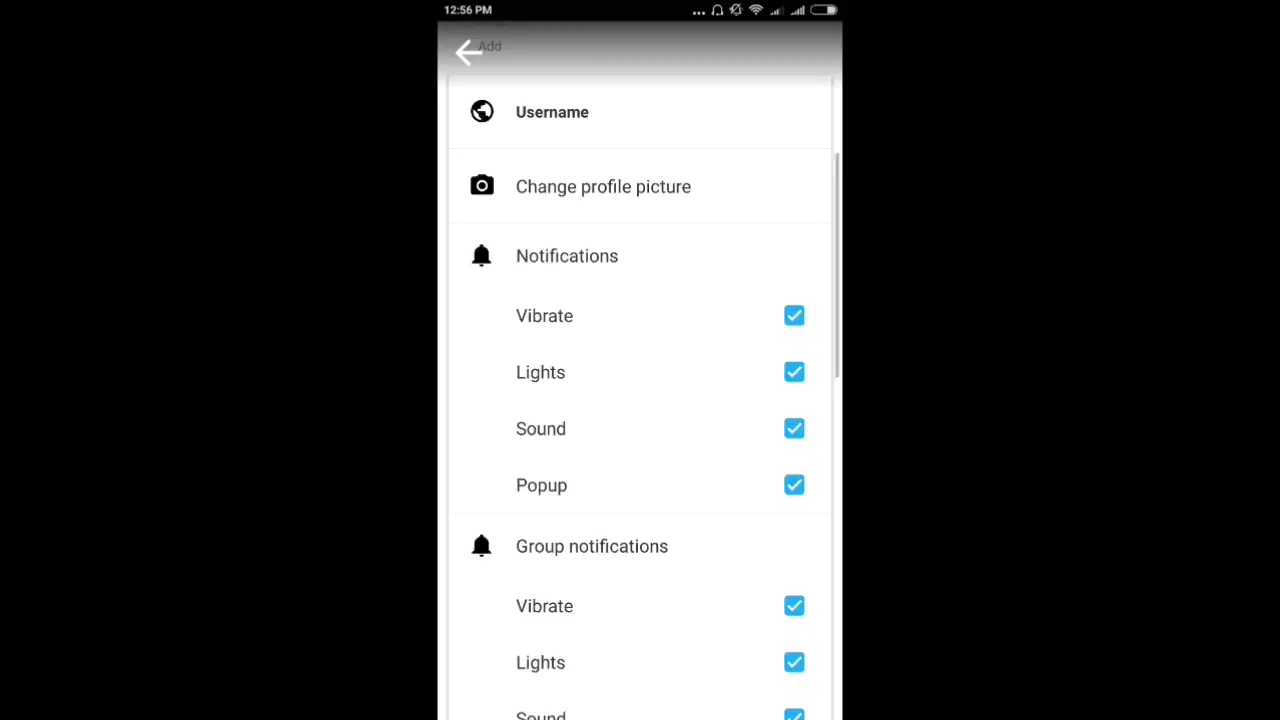 12:56 PM
Add
Username
Change profile picture
Notifications
Vibrate
Lights
Sound
Popup
Group notifications
Vibrate
Lights
Sound